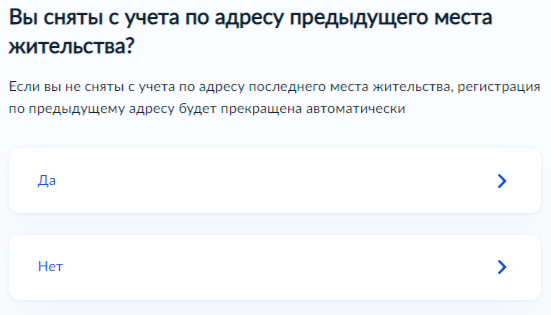 Вы сняты с учета по адресу предыдущего места
жительства?
Если вы не сняты с учета по адресу последнего места жительства, регистрация
по предыдущему адресу будет прекращена автоматически
Да
Нет